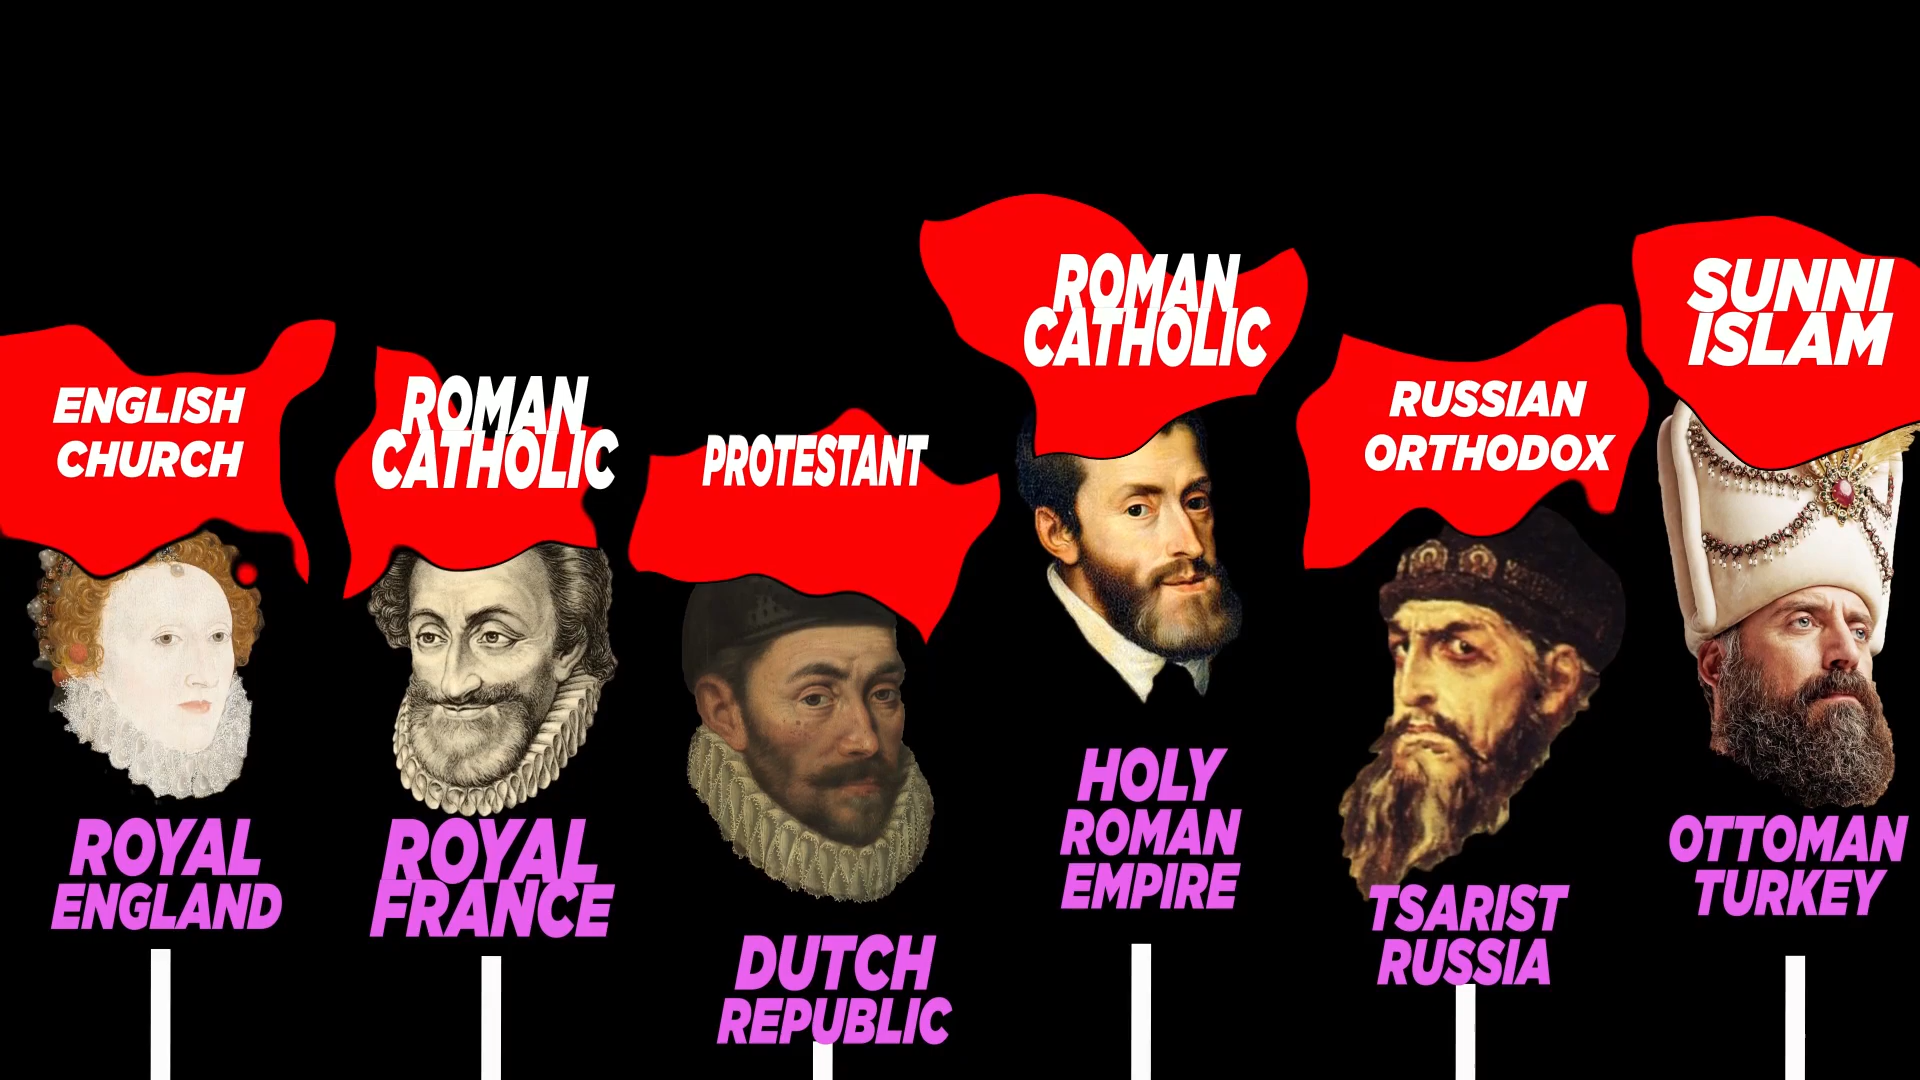 ENGLISH
CHURCH
ROYAL
ENGLAND
ROMAN
CATHOLIC
ROYAL
FRANCE
PROTESTANT
DUTCH
REPUBLIC
ROMAN
CATHOLIC
HOLY
ROMAN
EMPIRE
RUSSIAN
ORTHODOX
TSARIST
RUSSIA
SUNNI
ISLAM
OTTOMAN
TURKEY